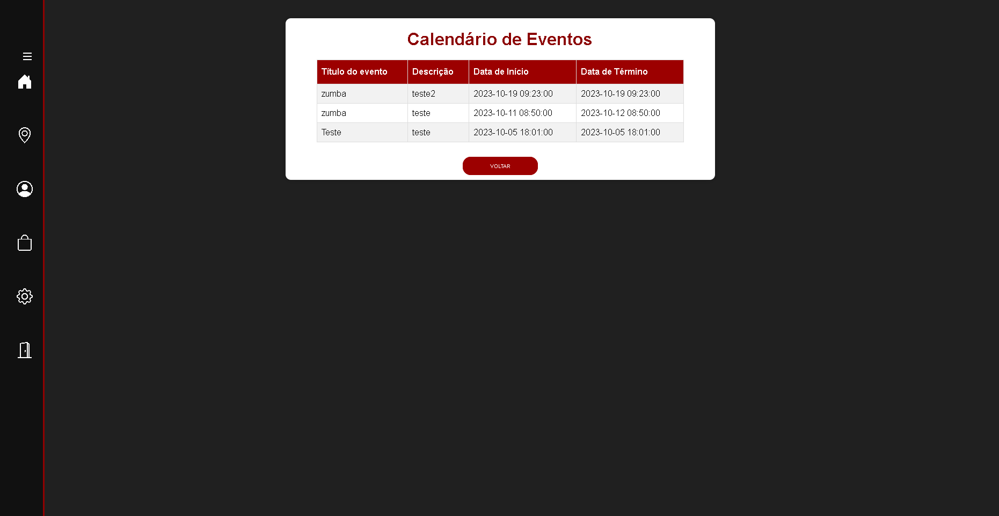 Calendário de Eventos
Título do evento Descrição Data de Início Data de Término
zumba teste2 2023-10-19 09:23:00 2023-10-19 09:23:00
zumba teste 2023-10-11 08:50:00 2023-10-12 08:50:00
Teste teste 2023-10-05 18:01:00 2023-10-05 18:01:00
VOLTAR